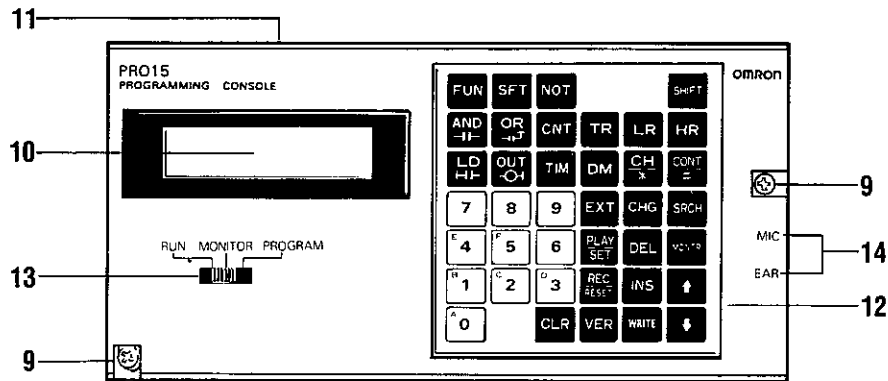 11
PRO15
PROGRAMMING CONSOLE
OMRON
10
RUN MONITOR PROGRAM
13
9
FUN SFT NOT SHIFT
AND OR CNT TR LR HR
LD OUT TIM DM CH * CONT #
7 8 9 EXT CHG SRCH
E 4 F 5 6 PLAY SET DEL MONTR
B 1 C 2 D 3 REC RESET INS ↑
A 0 CLR VER WRITE ↓
9
MIC
EAR
14
12